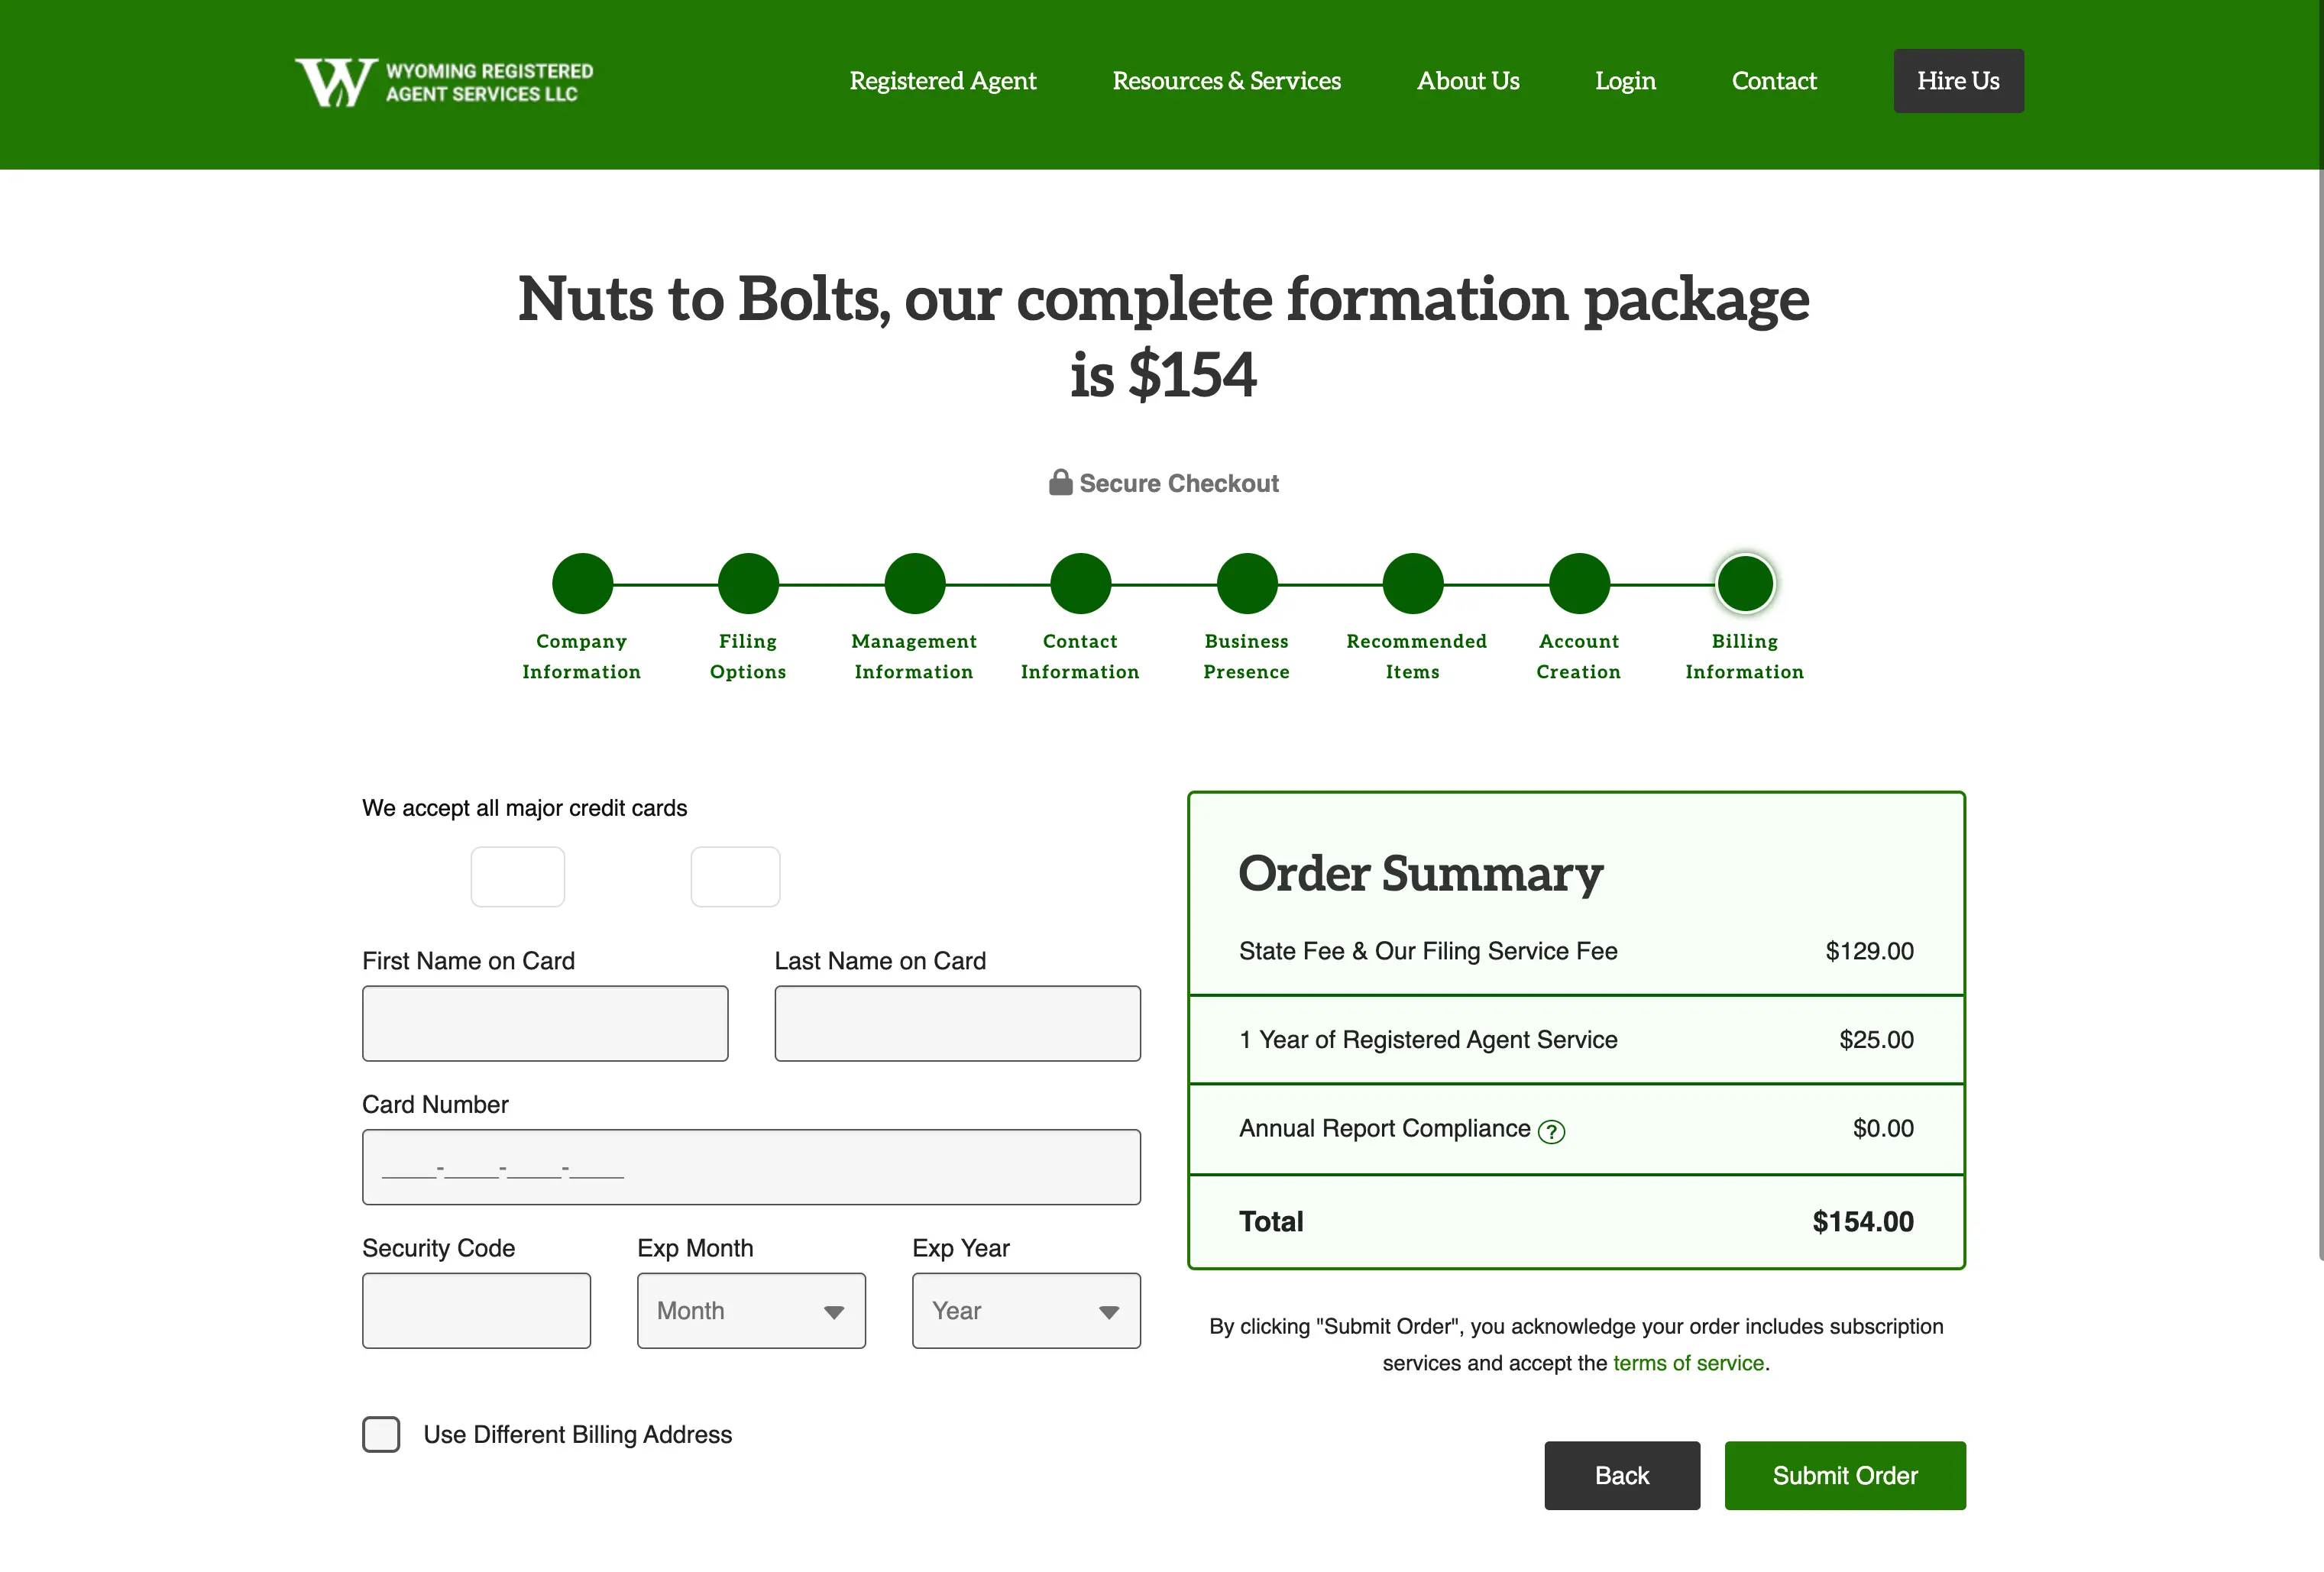 WYOMING REGISTERED
AGENT SERVICES LLC
Registered Agent
Resources & Services
About Us
Login
Contact
Hire Us
Nuts to Bolts, our complete formation package
is $154
Secure Checkout
Company
Information
Filing
Options
Management
Information
Contact
Information
Business
Presence
Recommended
Items
Account
Creation
Billing
Information
We accept all major credit cards
First Name on Card
Last Name on Card
Card Number
____-____-____-____
Security Code
Exp Month
Exp Year
Month
Year
Use Different Billing Address
Order Summary
State Fee & Our Filing Service Fee $129.00
1 Year of Registered Agent Service $25.00
Annual Report Compliance ? $0.00
Total $154.00
By clicking "Submit Order", you acknowledge your order includes subscription
services and accept the terms of service.
Back
Submit Order